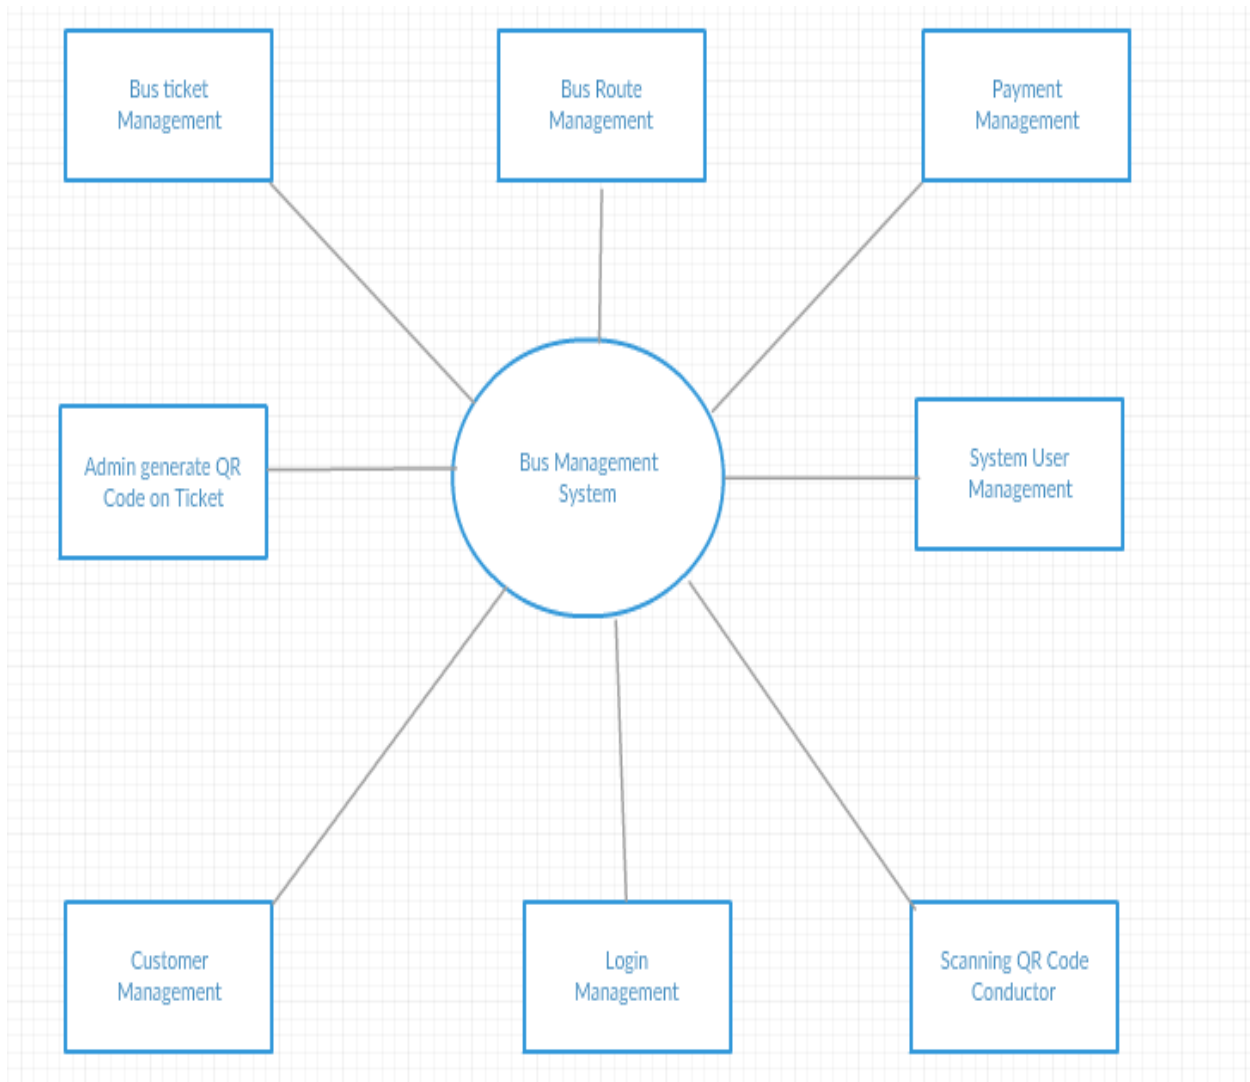 Bus ticket
Management
Bus Route
Management
Payment
Management
Admin generate QR
Code on Ticket
Bus Management
System
System User
Management
Customer
Management
Login
Management
Scanning QR Code
Conductor